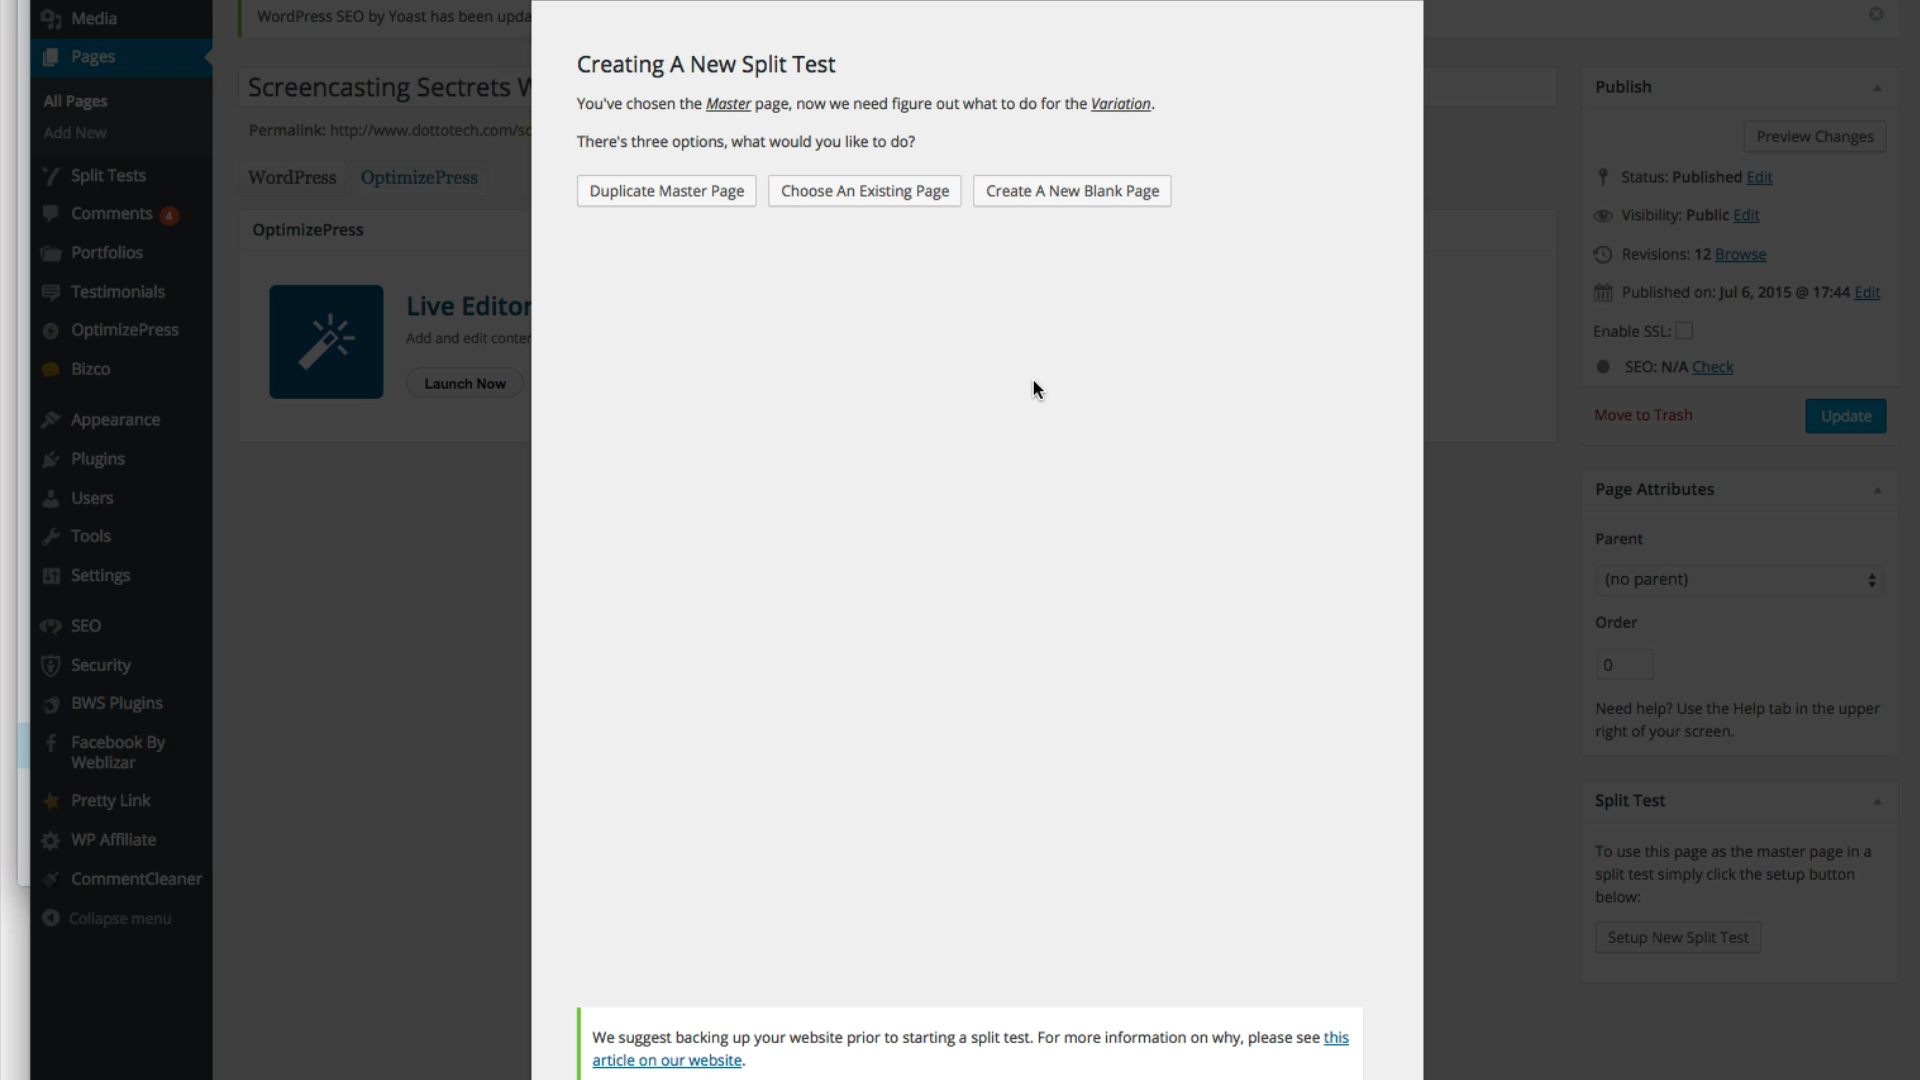 Media
Pages
All Pages
Add New
Split Tests
Comments 4
Portfolios
Testimonials
OptimizePress
Bizco
Appearance
Plugins
Users
Tools
Settings
SEO
Security
BWS Plugins
Facebook By
Weblizar
Pretty Link
WP Affiliate
CommentCleaner
Collapse menu
WordPress SEO by Yoast has been upda
Screencasting Sectrets W
Permalink: http://www.dottotech.com/sc
WordPress OptimizePress
OptimizePress
Live Editor
Add and edit conten
Launch Now
Creating A New Split Test
You've chosen the Master page, now we need figure out what to do for the Variation.
There's three options, what would you like to do?
Duplicate Master Page Choose An Existing Page Create A New Blank Page
We suggest backing up your website prior to starting a split test. For more information on why, please see this
article on our website.
Publish
Preview Changes
Status: Published Edit
Visibility: Public Edit
Revisions: 12 Browse
Published on: Jul 6, 2015 @ 17:44 Edit
Enable SSL:
SEO: N/A Check
Move to Trash Update
Page Attributes
Parent
(no parent)
Order
0
Need help? Use the Help tab in the upper
right of your screen.
Split Test
To use this page as the master page in a
split test simply click the setup button
below:
Setup New Split Test